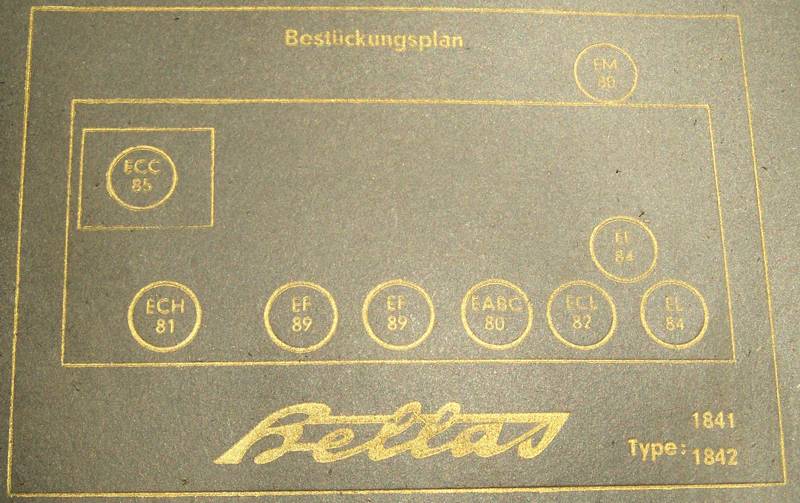 Bestückungsplan
EM
80
ECC
85
EL
84
ECH
81
EF
89
EF
89
EABC
80
ECL
82
EL
84
Bellas
1841
Type:
1842